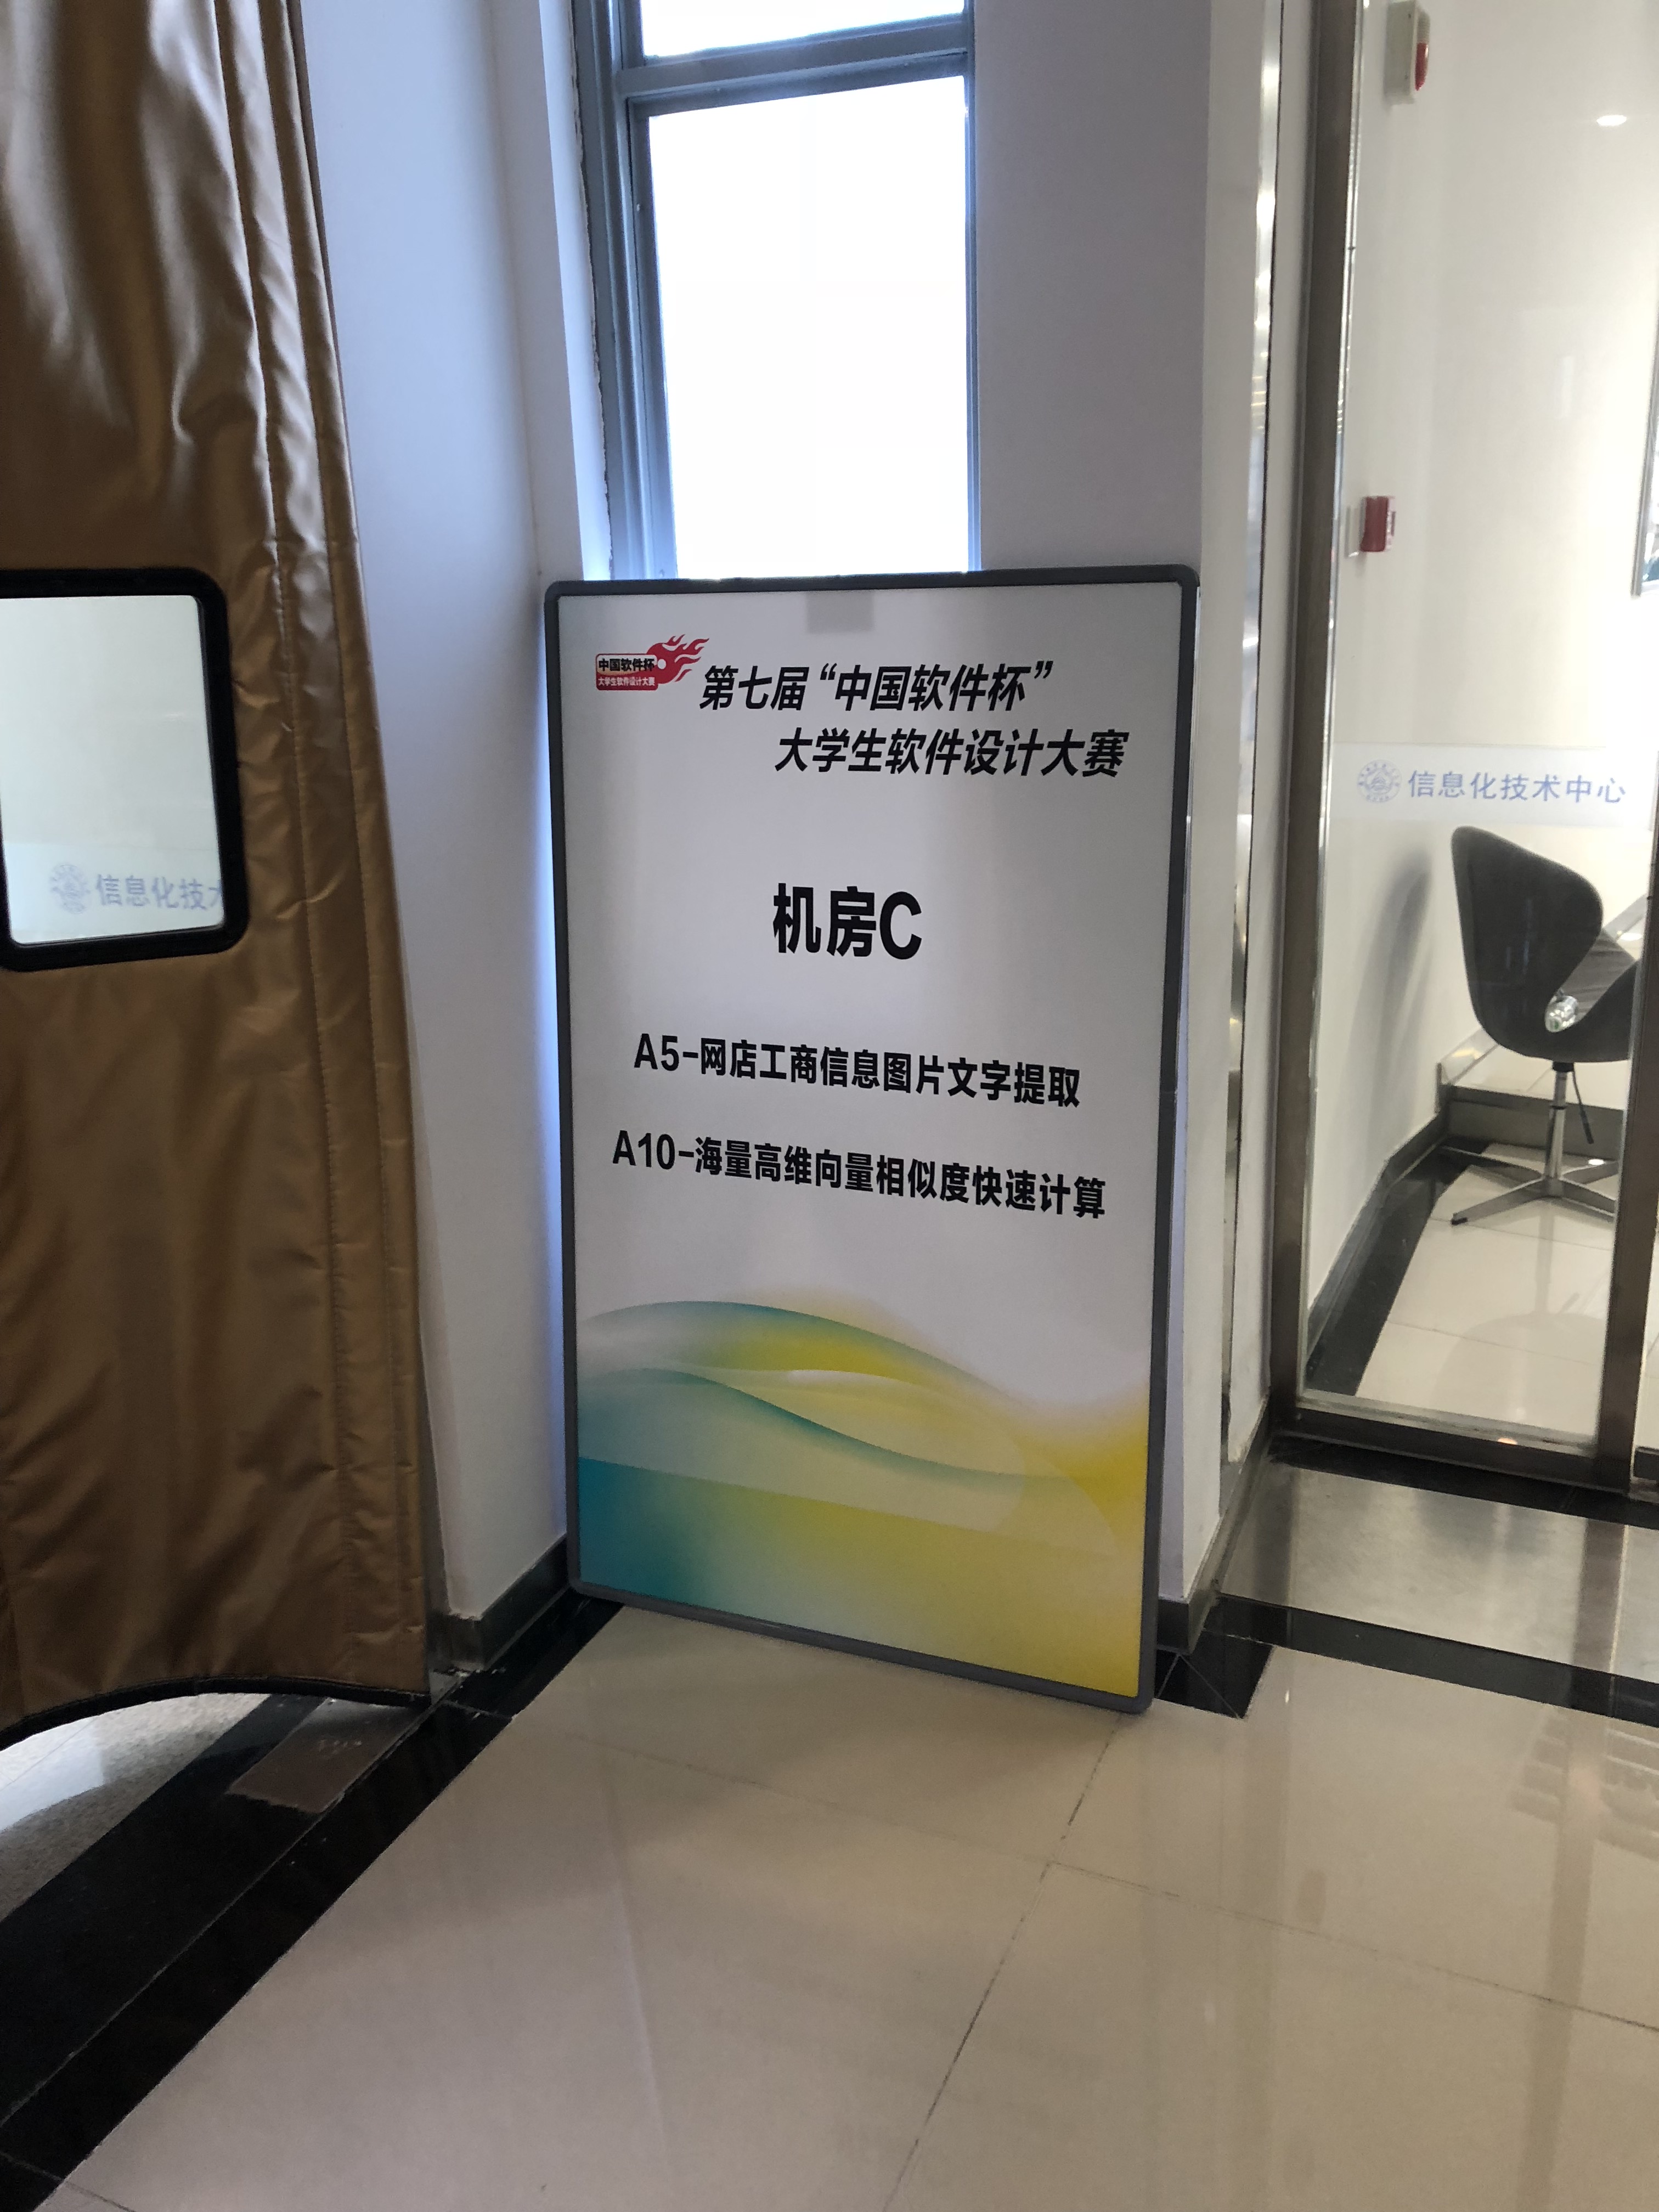 中国软件杯
大学生软件设计大赛
第七届“中国软件杯”
大学生软件设计大赛
机房C
A5-网店工商信息图片文字提取
A10-海量高维向量相似度快速计算
信息化技术中心
信息化技